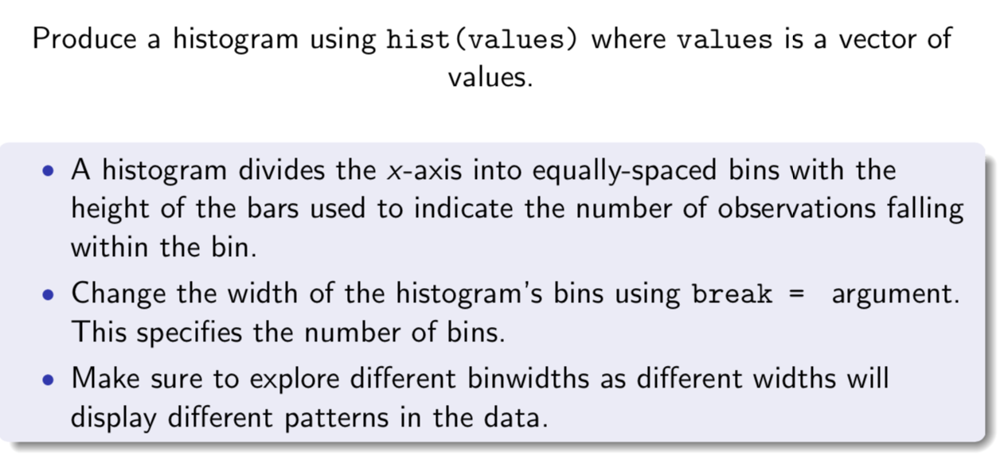 Produce a histogram using hist(values) where values is a vector of
values.
• A histogram divides the x-axis into equally-spaced bins with the
height of the bars used to indicate the number of observations falling
within the bin.
• Change the width of the histogram's bins using break = argument.
This specifies the number of bins.
• Make sure to explore different binwidths as different widths will
display different patterns in the data.